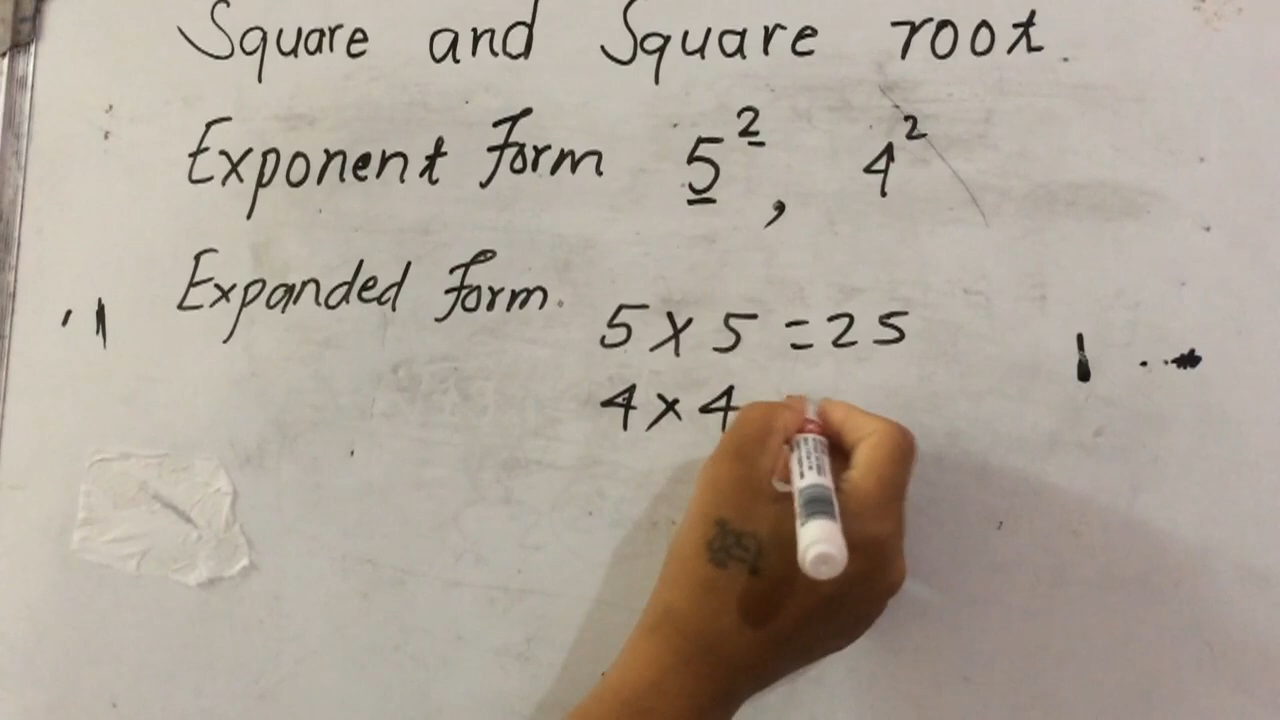 Square and Square root
Exponent form 5², 4²
Expanded form.
5 × 5 = 25
4 × 4